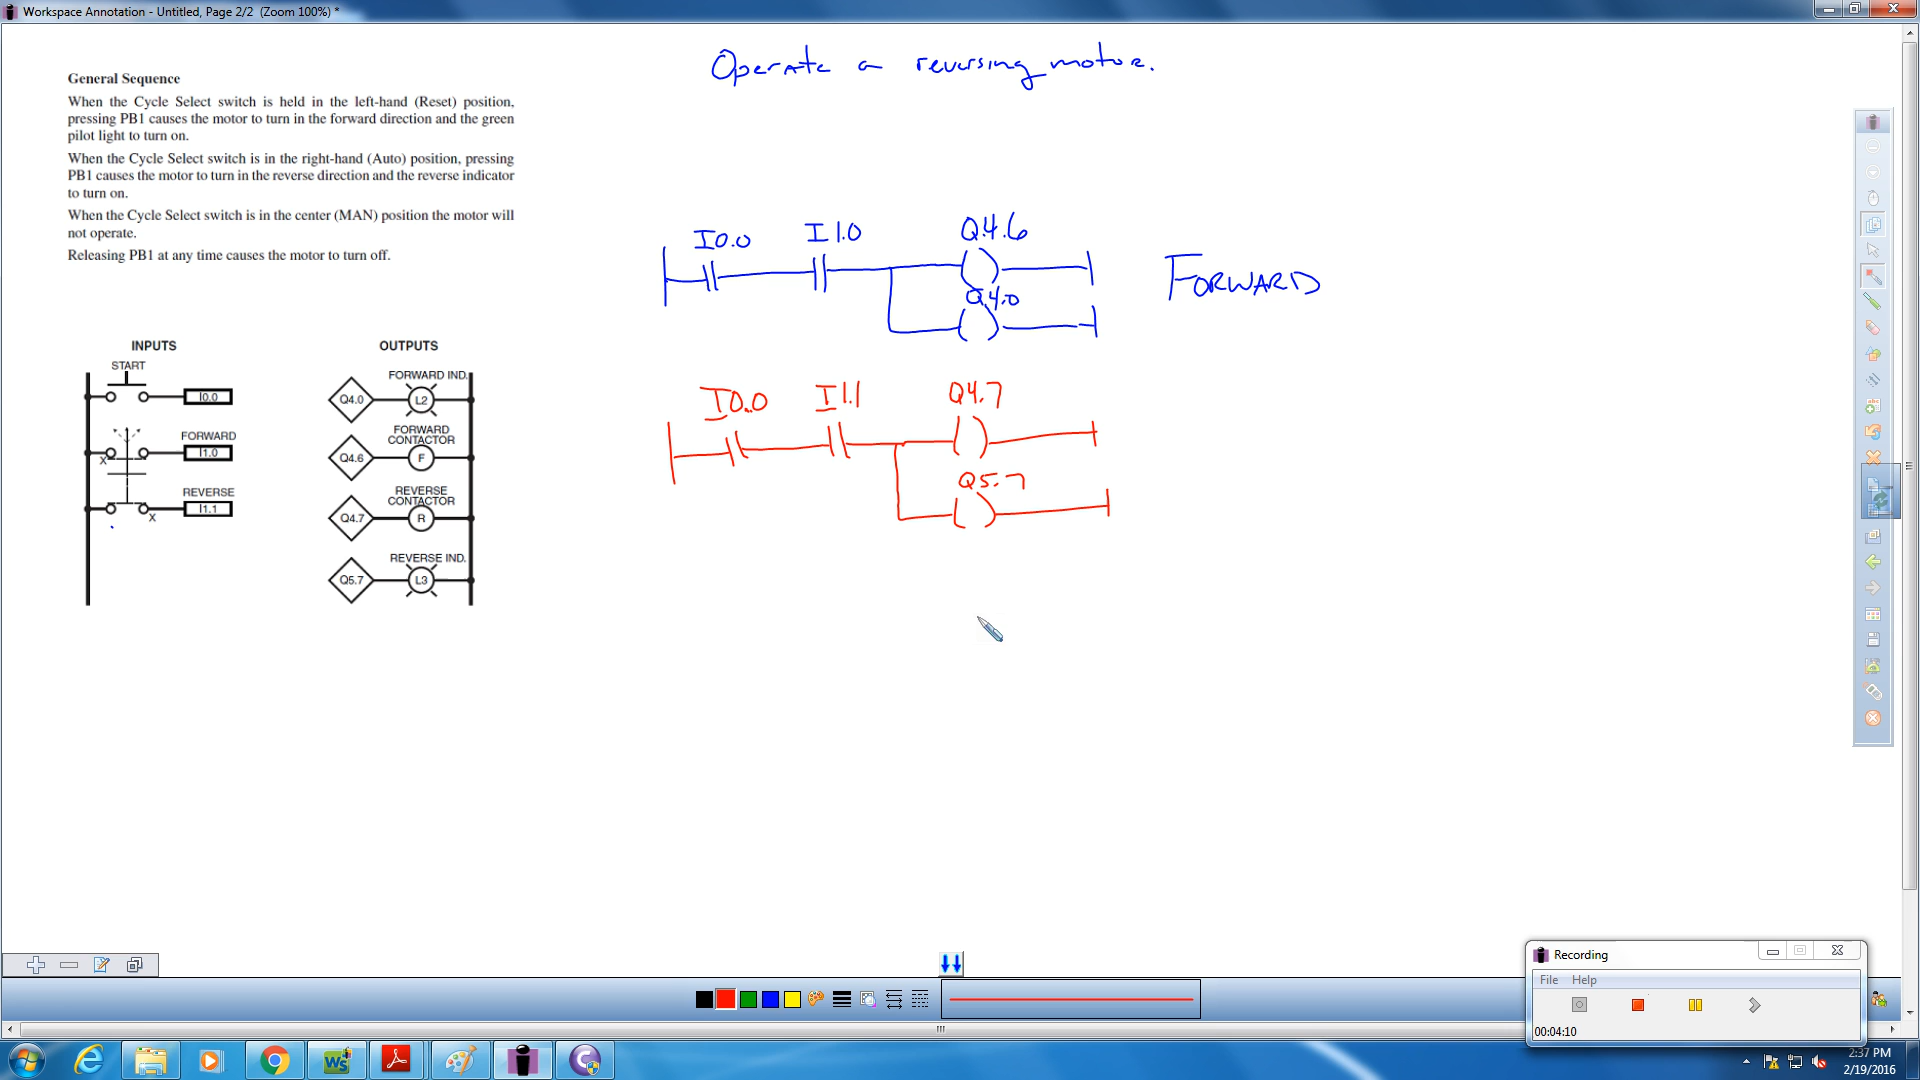 Workspace Annotation - Untitled, Page 2/2 (Zoom 100%) *
Operate a reversing motor.
General Sequence
When the Cycle Select switch is held in the left-hand (Reset) position,
pressing PB1 causes the motor to turn in the forward direction and the green
pilot light to turn on.
When the Cycle Select switch is in the right-hand (Auto) position, pressing
PB1 causes the motor to turn in the reverse direction and the reverse indicator
to turn on.
When the Cycle Select switch is in the center (MAN) position the motor will
not operate.
Releasing PB1 at any time causes the motor to turn off.
INPUTS
START
I0.0
FORWARD
X
I1.0
REVERSE
X
I1.1
OUTPUTS
FORWARD IND.
Q4.0
L2
FORWARD
CONTACTOR
Q4.6
F
REVERSE
CONTACTOR
Q4.7
R
REVERSE IND.
Q5.7
L3
I0.0 I1.0 Q4.6
Q4.0
FORWARD
I0.0 I1.1 Q4.7
Q5.7
Recording
File Help
00:04:10
2:37 PM
2/19/2016